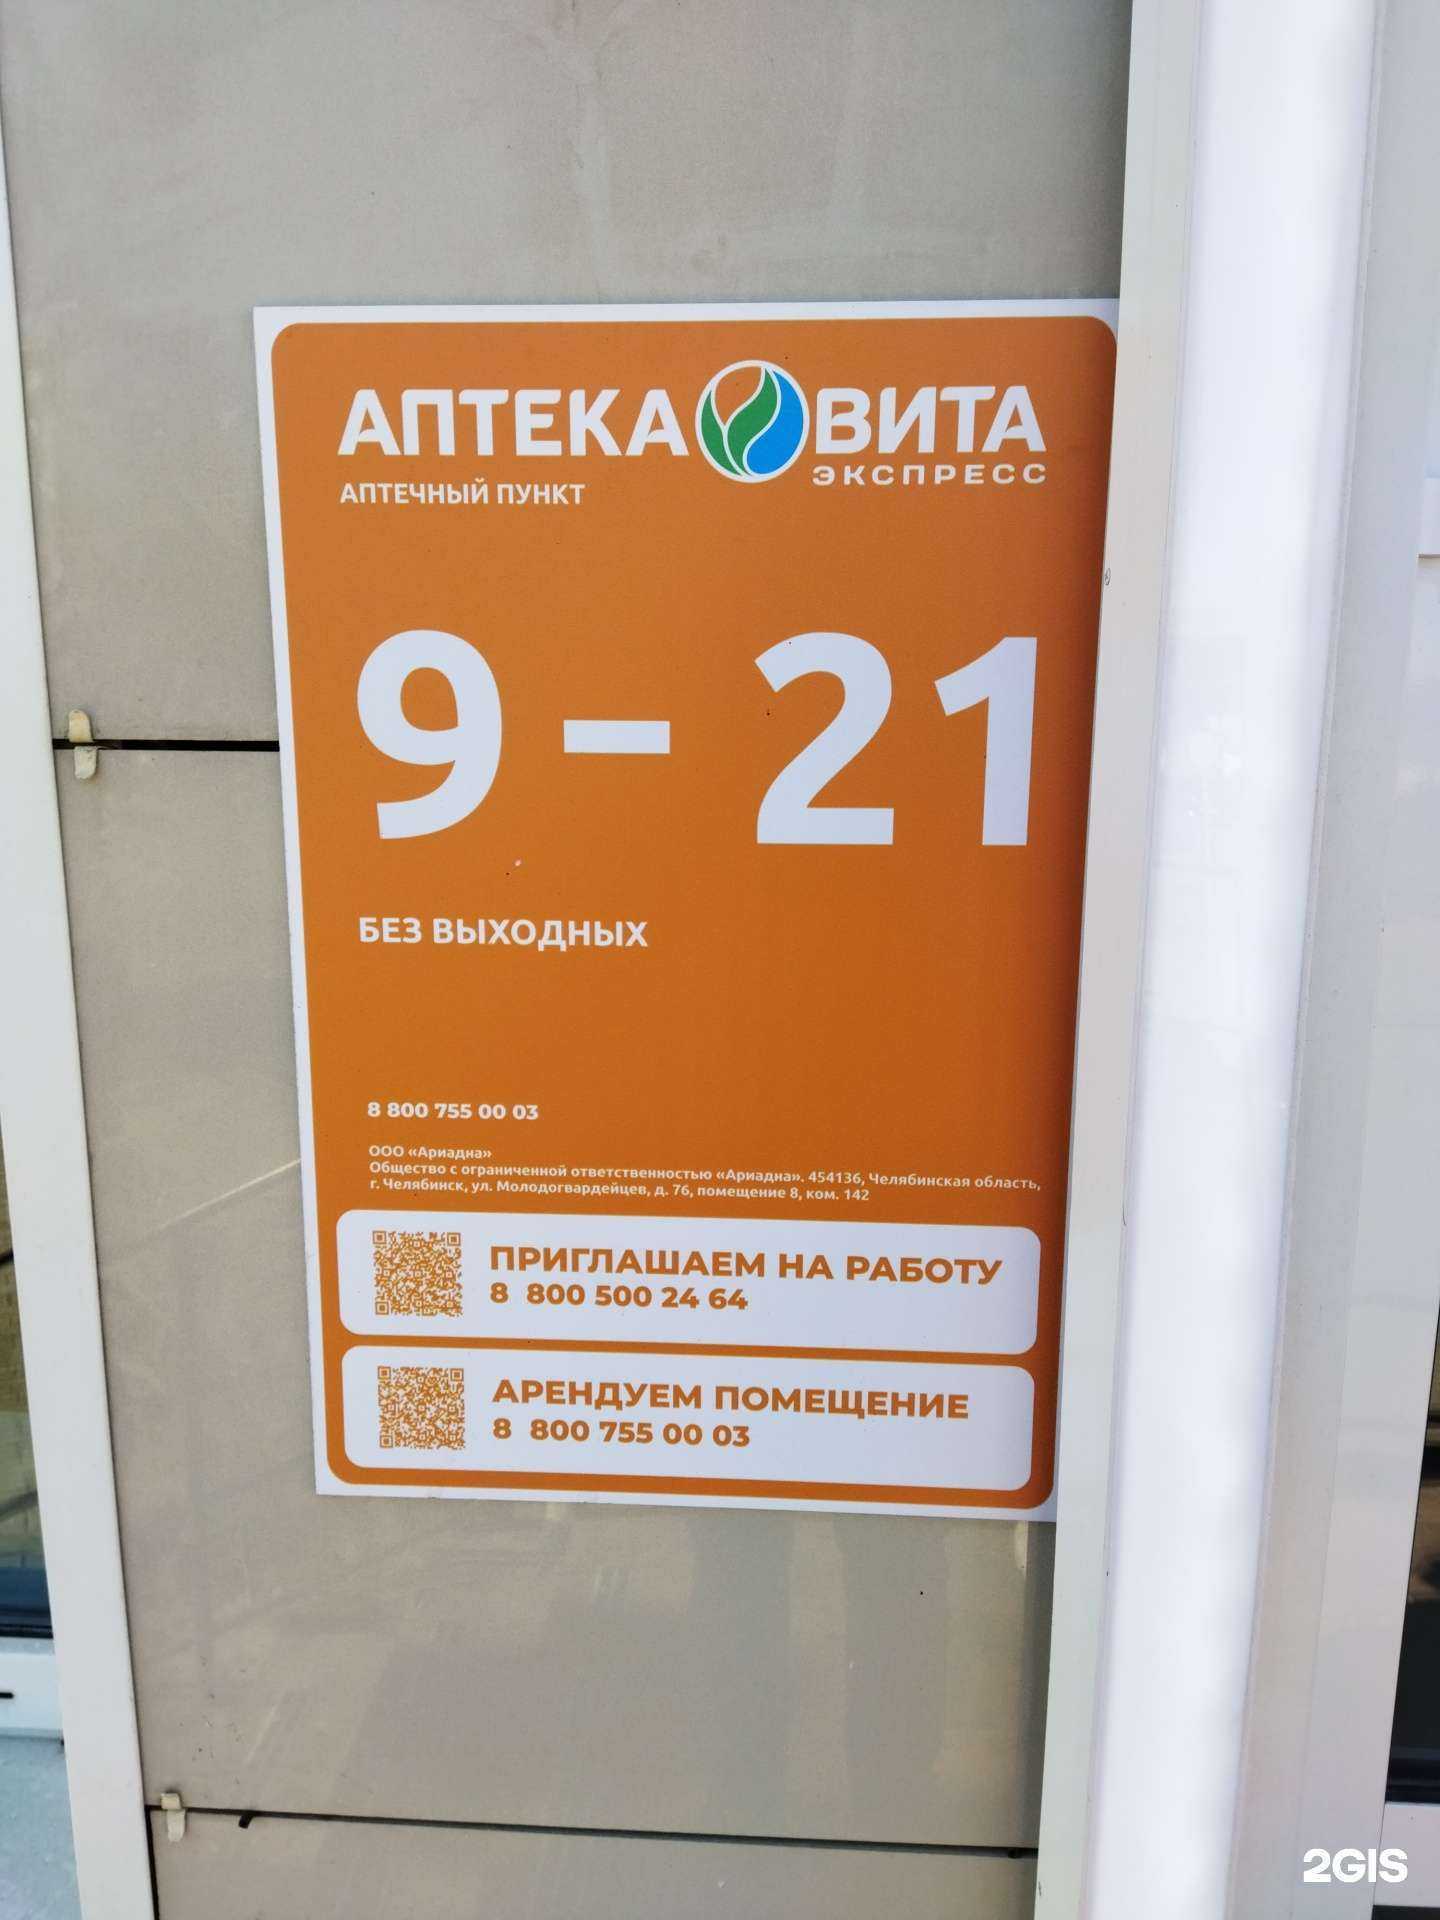 АПТЕКА ВИТА
ЭКСПРЕСС
АПТЕЧНЫЙ ПУНКТ
9 – 21
БЕЗ ВЫХОДНЫХ
8 800 755 00 03
ООО «Ариадна»
Общество с ограниченной ответственностью «Ариадна». 454136, Челябинская область,
г. Челябинск, ул. Молодогвардейцев, д. 76, помещение 8, ком. 142
ПРИГЛАШАЕМ НА РАБОТУ
8 800 500 24 64
АРЕНДУЕМ ПОМЕЩЕНИЕ
8 800 755 00 03
2GIS